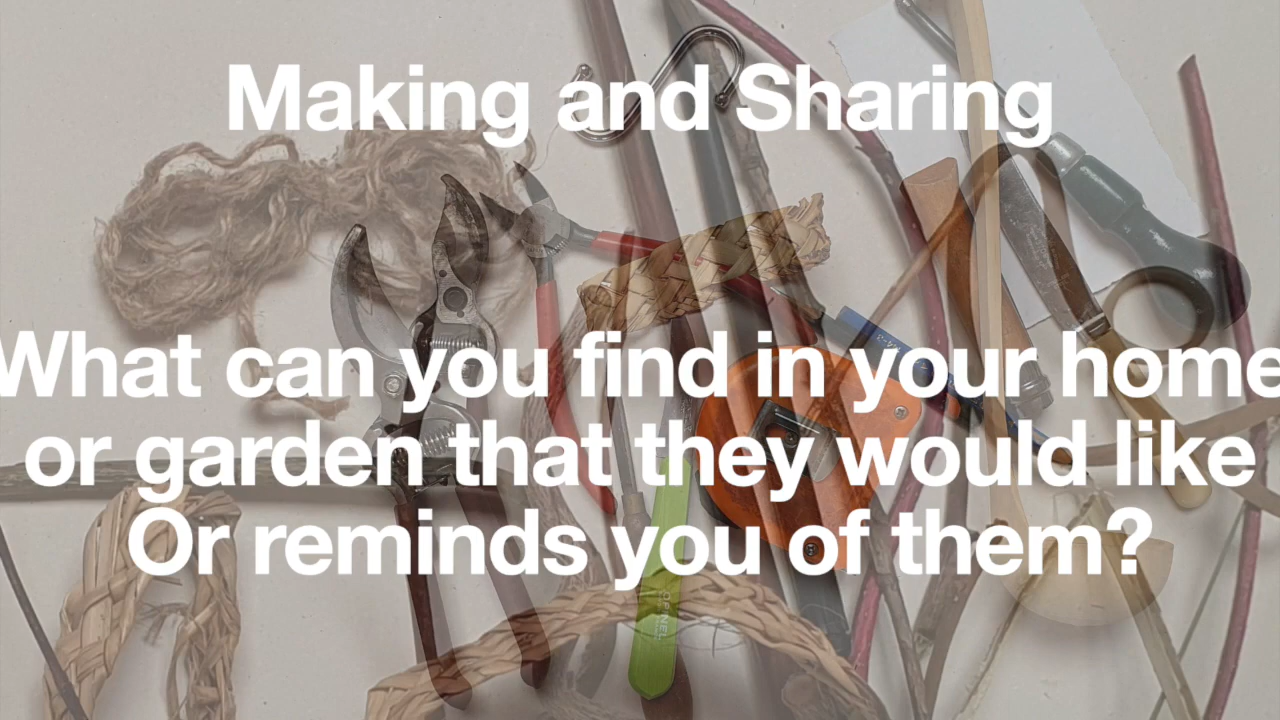 Making and Sharing
What can you find in your home
or garden that they would like
Or reminds you of them?
OPINEL